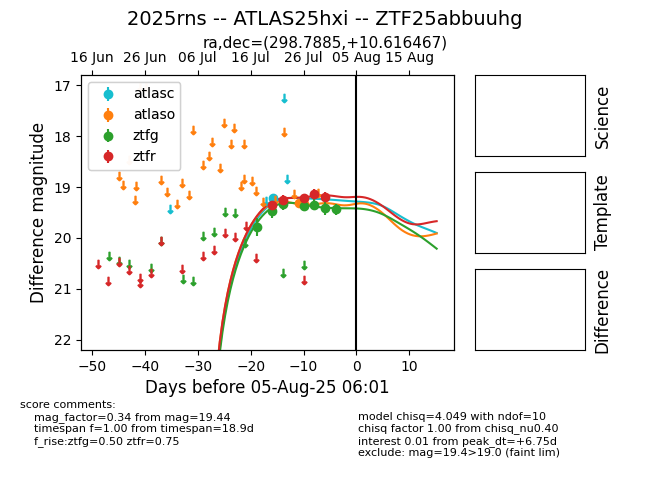 2025rns -- ATLAS25hxi -- ZTF25abbuuhg
ra,dec=(298.7885,+10.616467)
16 Jun 26 Jun 06 Jul 16 Jul 26 Jul 05 Aug 15 Aug
17
18
19
20
21
22
Difference magnitude
atlasc
atlaso
ztfg
ztfr
−50 −40 −30 −20 −10 0 10
Days before 05-Aug-25 06:01
Science
Template
Difference
score comments:
mag_factor=0.34 from mag=19.44
timespan f=1.00 from timespan=18.9d
f_rise:ztfg=0.50 ztfr=0.75
model chisq=4.049 with ndof=10
chisq factor 1.00 from chisq_nu0.40
interest 0.01 from peak_dt=+6.75d
exclude: mag=19.4>19.0 (faint lim)